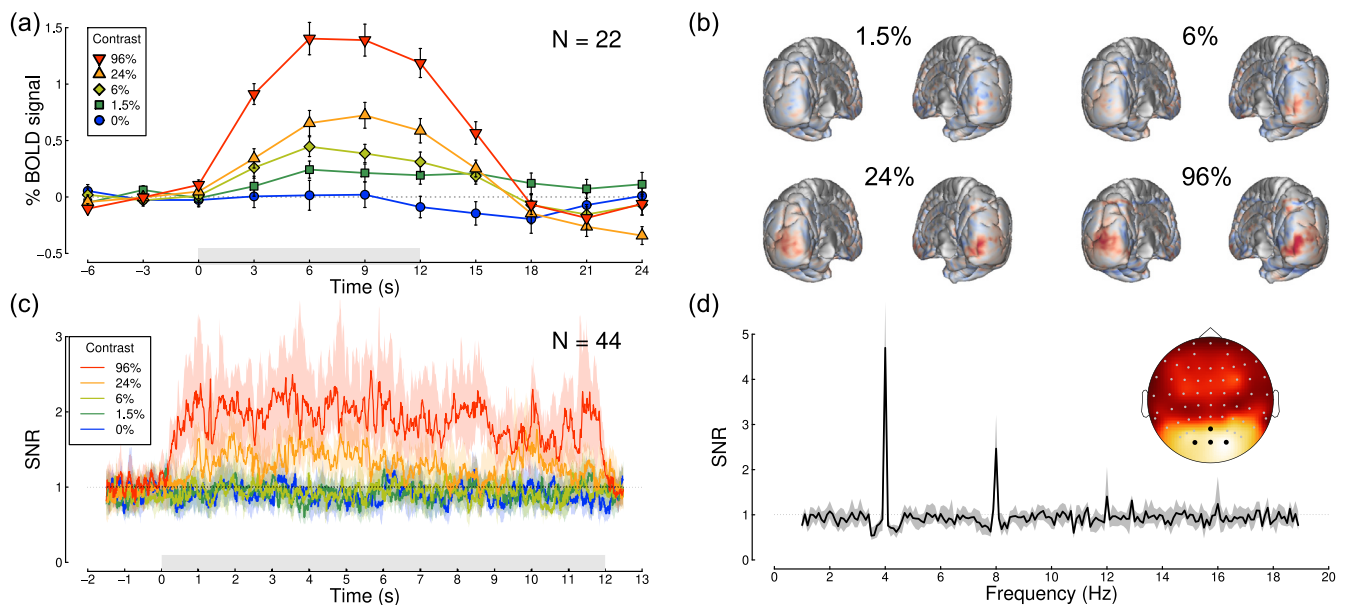 (a)
N = 22
Contrast
96%
24%
6%
1.5%
0%
% BOLD signal
1.5
1
0.5
0
−0.5
−6 −3 0 3 6 9 12 15 18 21 24
Time (s)
(b)
1.5% 6%
24% 96%
(c)
N = 44
Contrast
96%
24%
6%
1.5%
0%
SNR
3
2
1
0
−2 −1 0 1 2 3 4 5 6 7 8 9 10 11 12 13
Time (s)
(d)
SNR
5
4
3
2
1
0
0 2 4 6 8 10 12 14 16 18 20
Frequency (Hz)